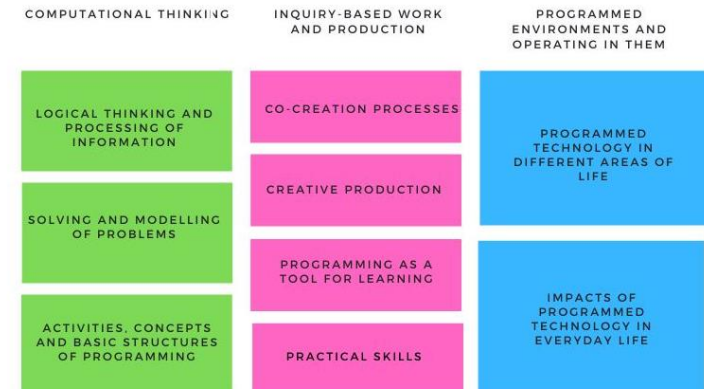 COMPUTATIONAL THINKING
LOGICAL THINKING AND
PROCESSING OF
INFORMATION
SOLVING AND MODELLING
OF PROBLEMS
ACTIVITIES, CONCEPTS
AND BASIC STRUCTURES
OF PROGRAMMING
INQUIRY-BASED WORK
AND PRODUCTION
CO-CREATION PROCESSES
CREATIVE PRODUCTION
PROGRAMMING AS A
TOOL FOR LEARNING
PRACTICAL SKILLS
PROGRAMMED
ENVIRONMENTS AND
OPERATING IN THEM
PROGRAMMED
TECHNOLOGY IN
DIFFERENT AREAS OF
LIFE
IMPACTS OF
PROGRAMMED
TECHNOLOGY IN
EVERYDAY LIFE